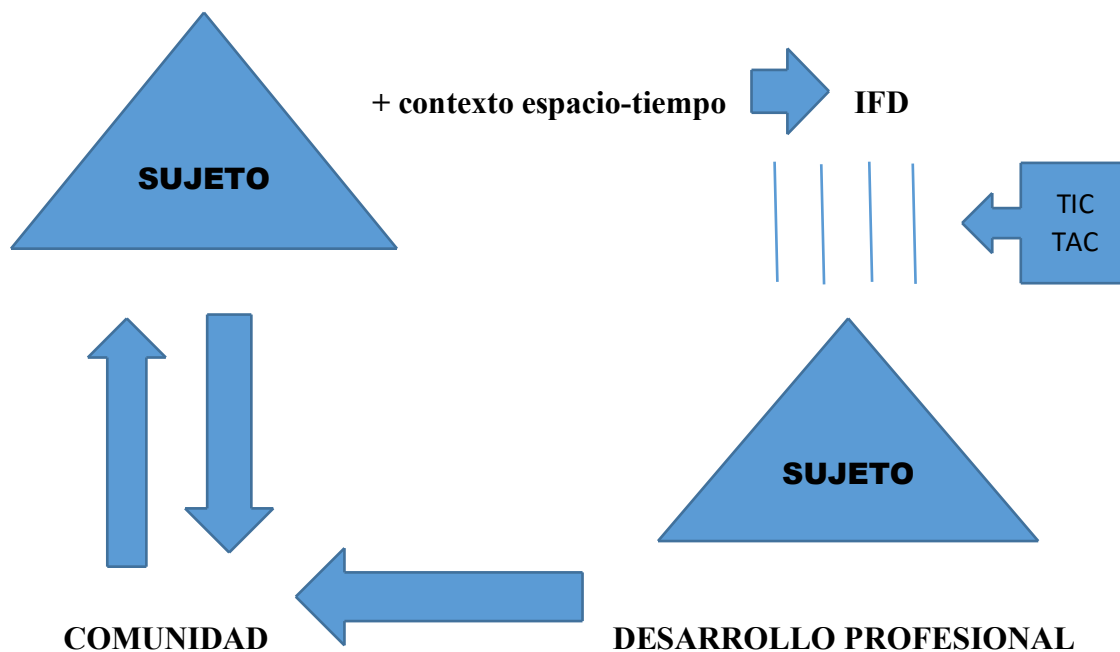 + contexto espacio-tiempo
IFD
SUJETO
TIC
TAC
SUJETO
COMUNIDAD
DESARROLLO PROFESIONAL